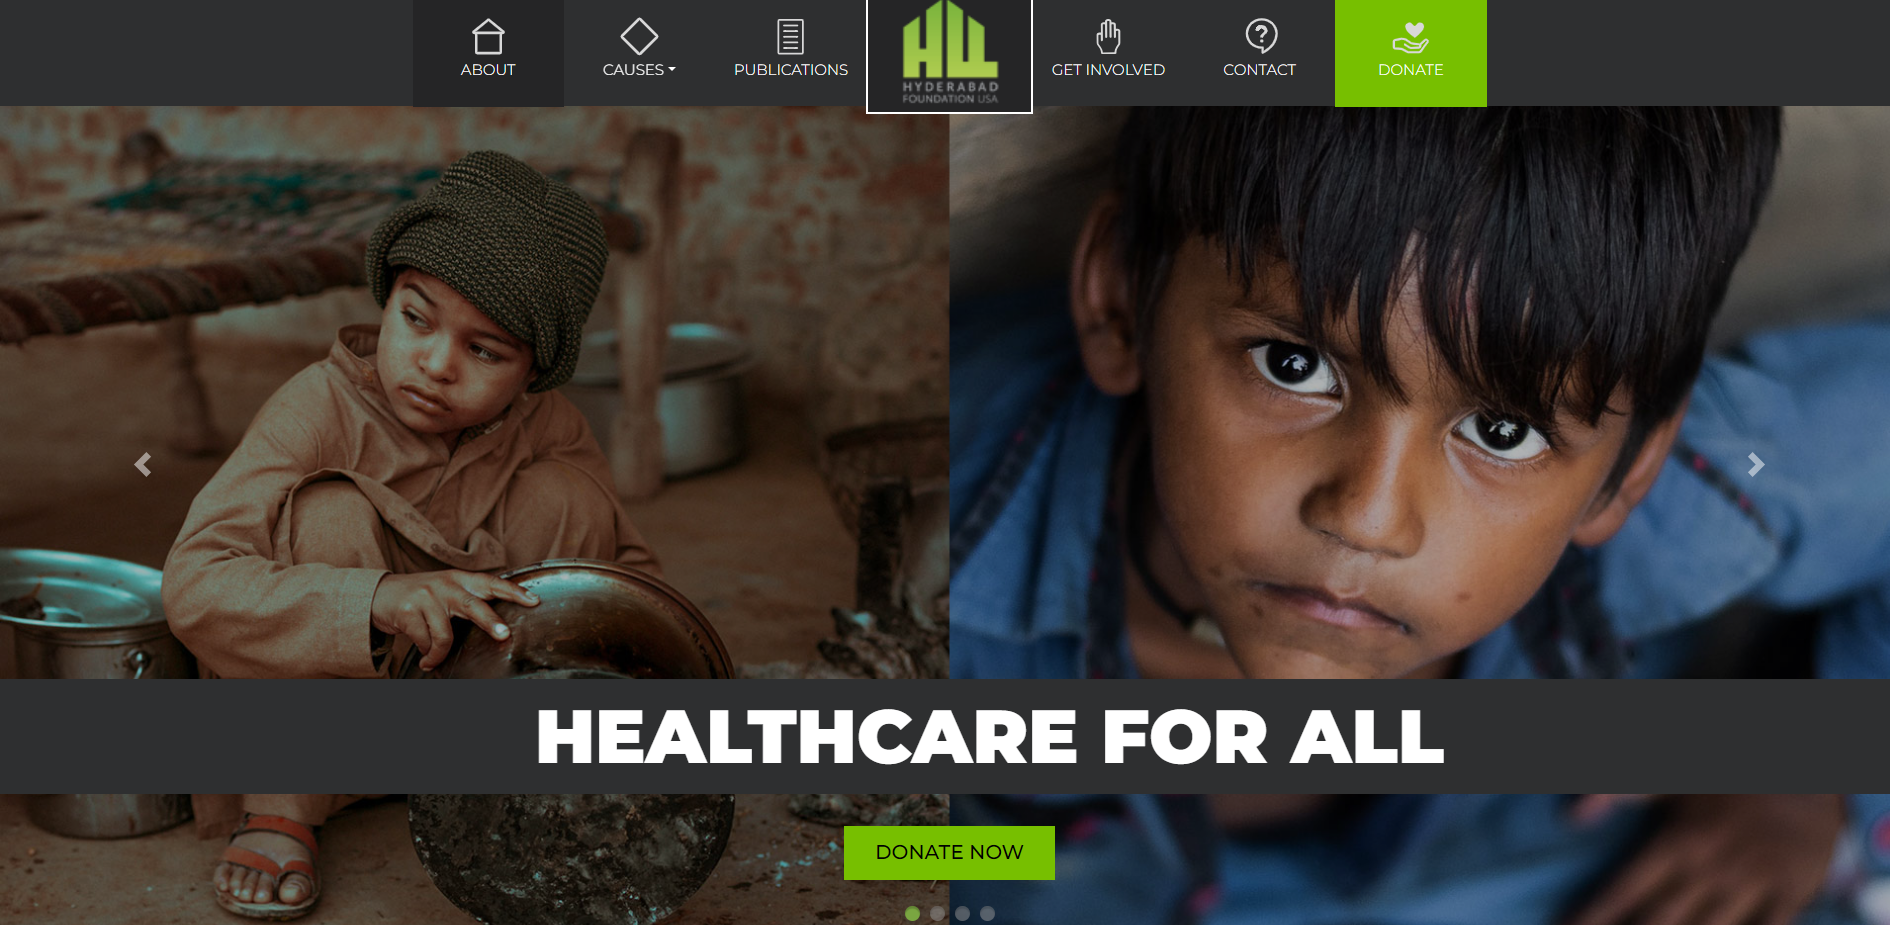 ABOUT
CAUSES
PUBLICATIONS
HYDERABAD
FOUNDATION USA
GET INVOLVED
CONTACT
DONATE
HEALTHCARE FOR ALL
DONATE NOW